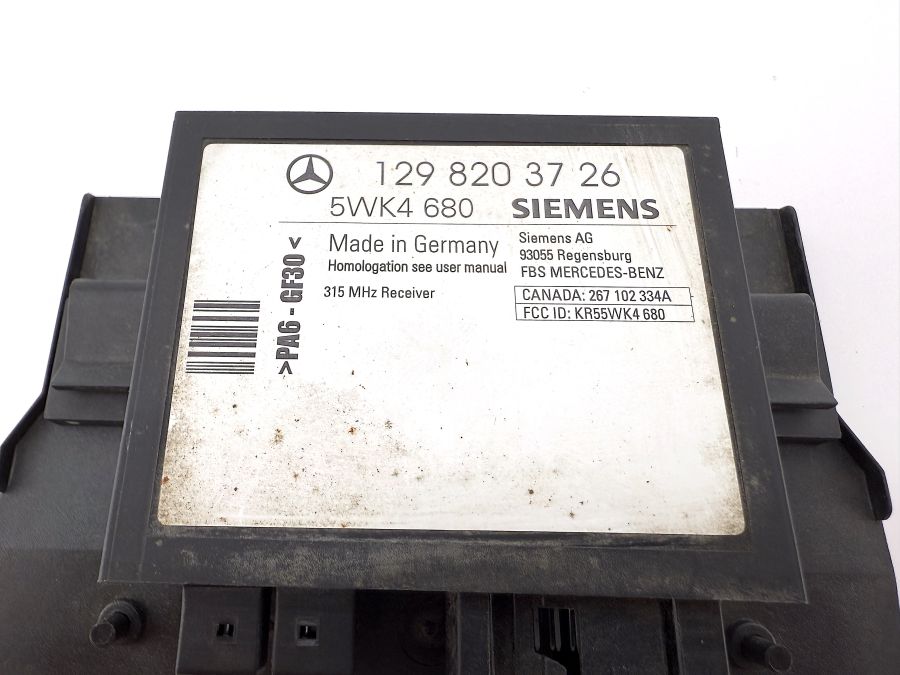 129 820 37 26
5WK4 680 SIEMENS
Made in Germany
Homologation see user manual
315 MHz Receiver
Siemens AG
93055 Regensburg
FBS MERCEDES-BENZ
CANADA: 267 102 334A
FCC ID: KR55WK4 680
>PA6-GF30<